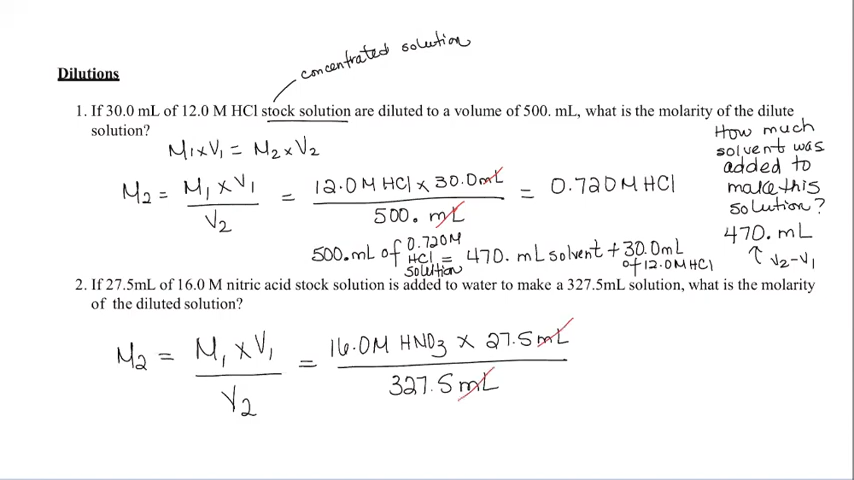 concentrated solution
Dilutions
1. If 30.0 mL of 12.0 M HCl stock solution are diluted to a volume of 500. mL, what is the molarity of the dilute
solution?
M1 x V1 = M2 x V2
M2 = M1 x V1 / V2 = 12.0 M HCl x 30.0 mL / 500. mL = 0.720 M HCl
How much
solvent was
added to
make this
solution?
470. mL
↑ V2 - V1
500. mL of 0.720M HCl solution = 470. mL solvent + 30.0 mL of 12.0 M HCl
2. If 27.5mL of 16.0 M nitric acid stock solution is added to water to make a 327.5mL solution, what is the molarity
of the diluted solution?
M2 = M1 x V1 / V2 = 16.0M HNO3 x 27.5 mL / 327.5 mL